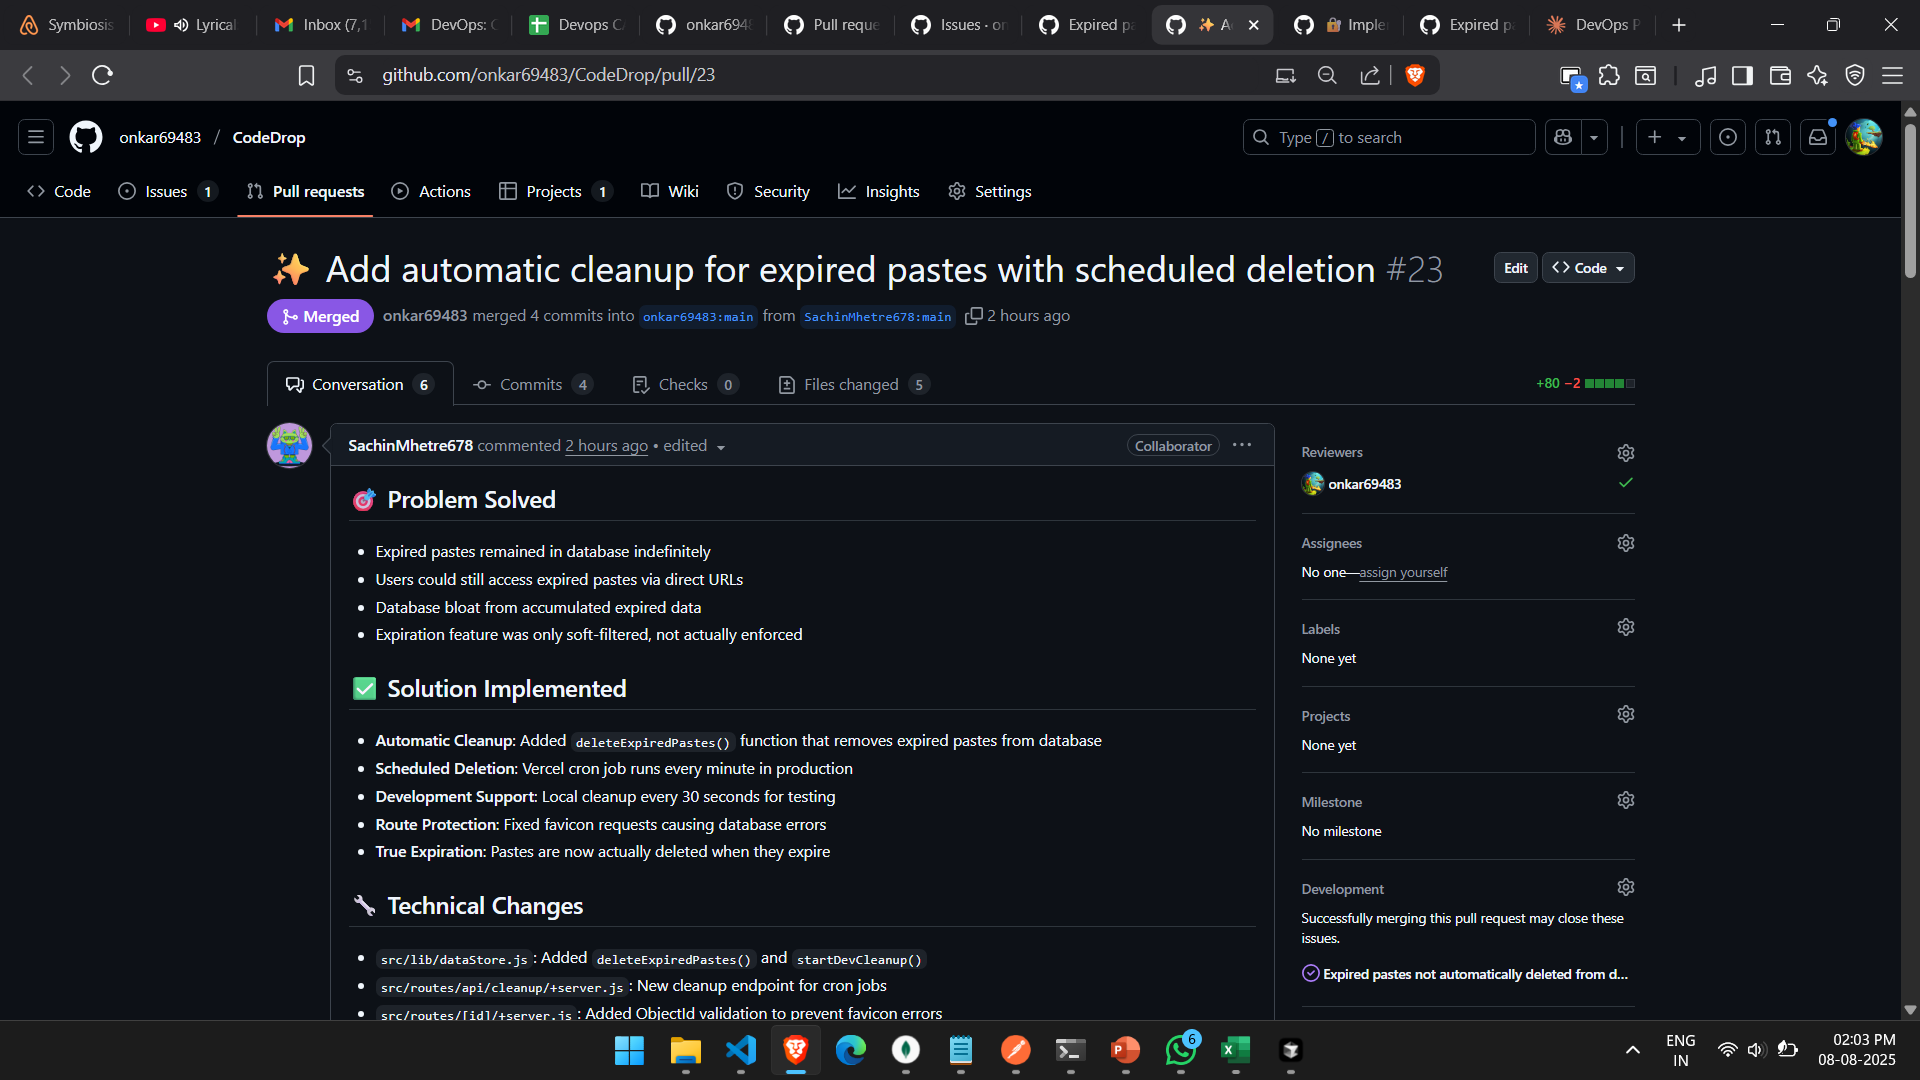 Symbiosis
Lyrical
Inbox (7,1
DevOps: C
Devops C
onkar6948
Pull reque
Issues · on
Expired pa
✨ A
🔐 Imple
Expired p
DevOps P
github.com/onkar69483/CodeDrop/pull/23
onkar69483 / CodeDrop
Type / to search
Code
Issues 1
Pull requests
Actions
Projects 1
Wiki
Security
Insights
Settings
✨ Add automatic cleanup for expired pastes with scheduled deletion #23
Edit
Code
Merged
onkar69483 merged 4 commits into onkar69483:main from SachinMhetre678:main 2 hours ago
Conversation 6
Commits 4
Checks 0
Files changed 5
+80 −2
SachinMhetre678 commented 2 hours ago • edited
Collaborator
🎯 Problem Solved
• Expired pastes remained in database indefinitely
• Users could still access expired pastes via direct URLs
• Database bloat from accumulated expired data
• Expiration feature was only soft-filtered, not actually enforced
✅ Solution Implemented
• Automatic Cleanup: Added deleteExpiredPastes() function that removes expired pastes from database
• Scheduled Deletion: Vercel cron job runs every minute in production
• Development Support: Local cleanup every 30 seconds for testing
• Route Protection: Fixed favicon requests causing database errors
• True Expiration: Pastes are now actually deleted when they expire
🔧 Technical Changes
• src/lib/dataStore.js : Added deleteExpiredPastes() and startDevCleanup()
• src/routes/api/cleanup/+server.js : New cleanup endpoint for cron jobs
• src/routes/[id]/+server.js : Added ObjectId validation to prevent favicon errors
Reviewers
onkar69483
Assignees
No one—assign yourself
Labels
None yet
Projects
None yet
Milestone
No milestone
Development
Successfully merging this pull request may close these
issues.
Expired pastes not automatically deleted from d...
6
ENG
IN
02:03 PM
08-08-2025